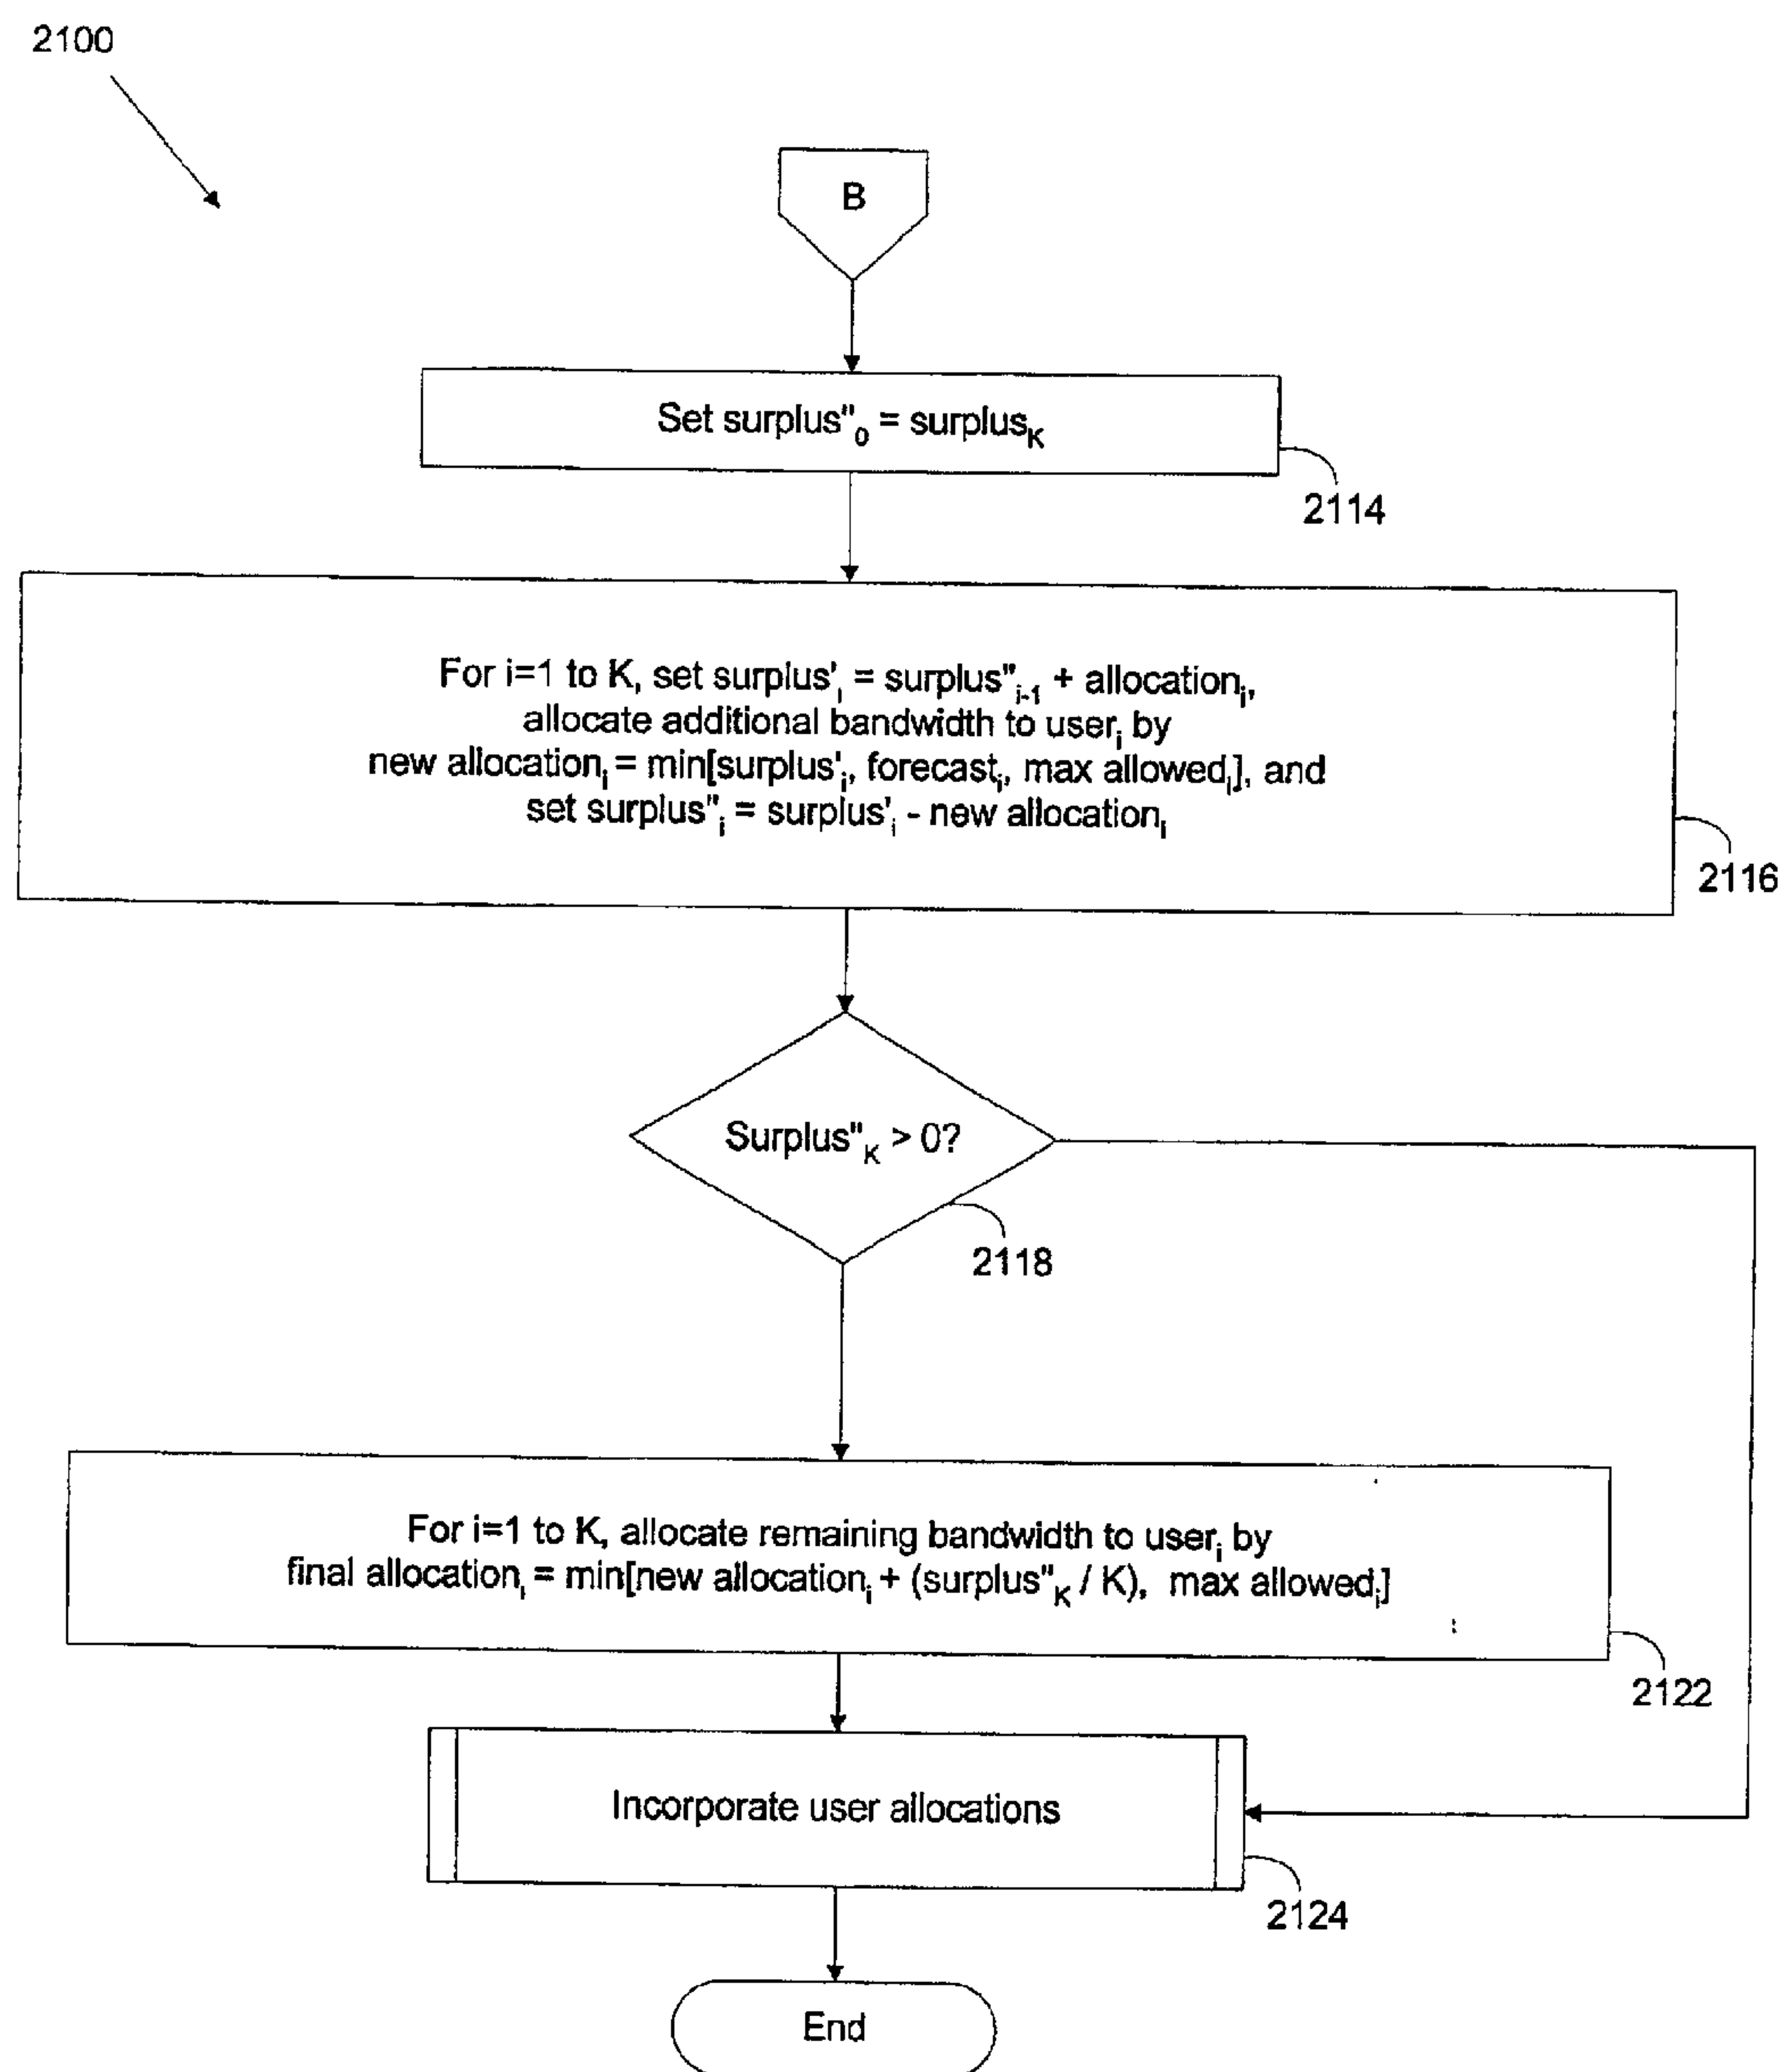 2100
B
Set surplus"₀ = surplusK
2114
For i=1 to K, set surplus'ᵢ = surplus"ᵢ₋₁ + allocationᵢ,
allocate additional bandwidth to userᵢ by
new allocationᵢ = min[surplus'ᵢ, forecastᵢ, max allowedᵢ], and
set surplus"ᵢ = surplus'ᵢ - new allocationᵢ
2116
Surplus"K > 0?
2118
For i=1 to K, allocate remaining bandwidth to userᵢ by
final allocationᵢ = min[new allocationᵢ + (surplus"K / K), max allowedᵢ]
2122
Incorporate user allocations
2124
End